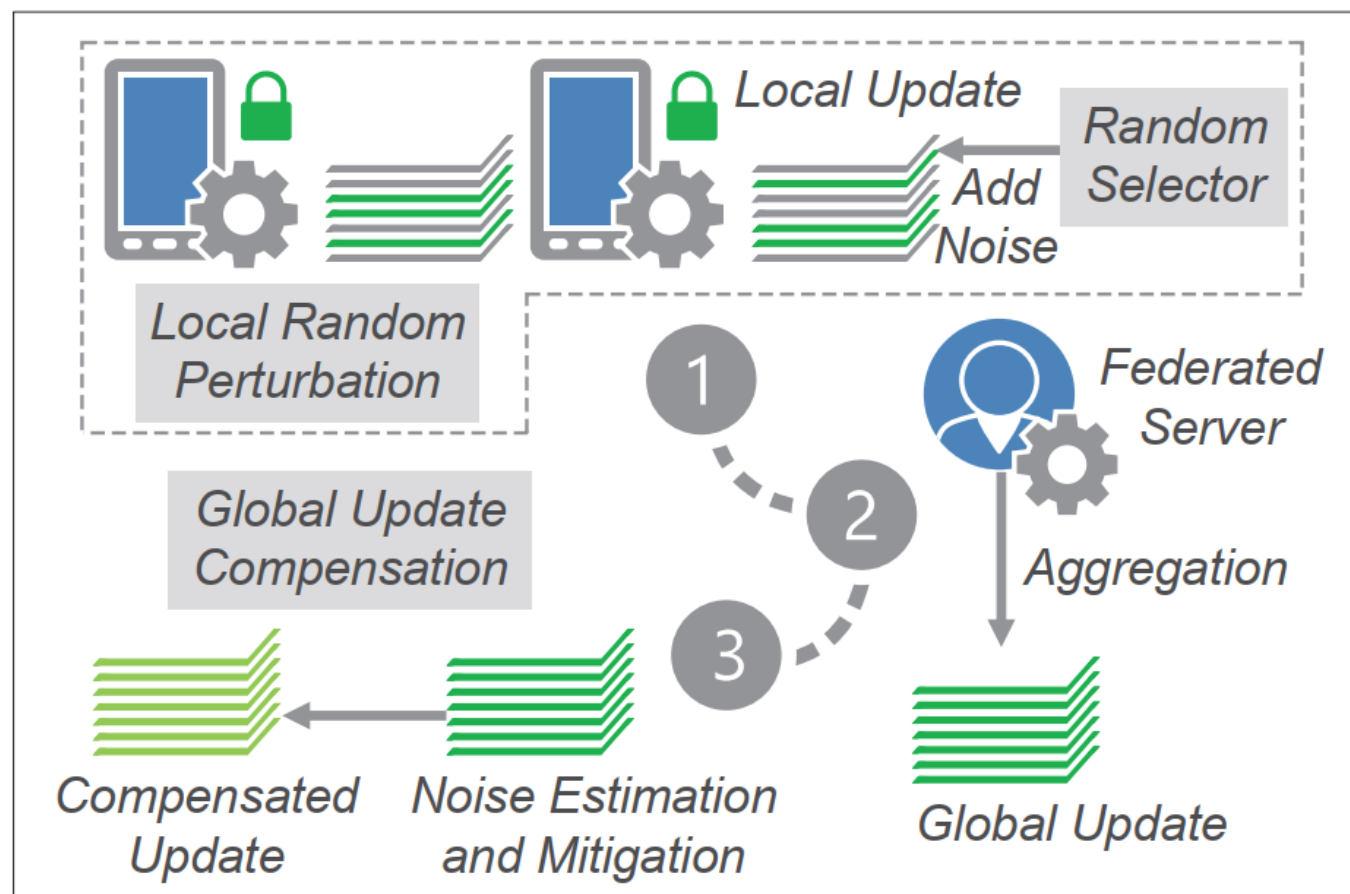 Local Update
Random
Selector
Add
Noise
Local Random
Perturbation
1
Federated
Server
2
Global Update
Compensation
Aggregation
3
Compensated
Update
Noise Estimation
and Mitigation
Global Update